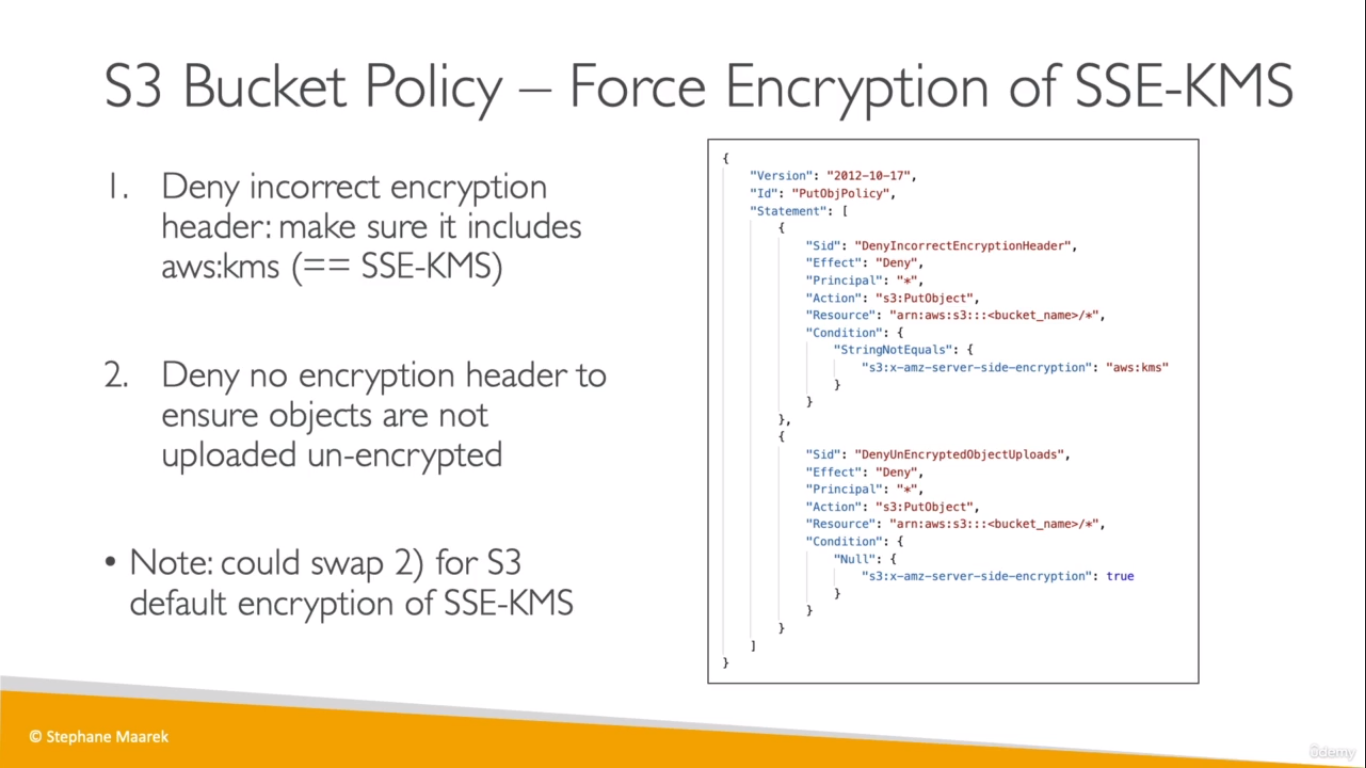 S3 Bucket Policy – Force Encryption of SSE-KMS
1. Deny incorrect encryption
header: make sure it includes
aws:kms (== SSE-KMS)
2. Deny no encryption header to
ensure objects are not
uploaded un-encrypted
• Note: could swap 2) for S3
default encryption of SSE-KMS
{
"Version": "2012-10-17",
"Id": "PutObjPolicy",
"Statement": [
{
"Sid": "DenyIncorrectEncryptionHeader",
"Effect": "Deny",
"Principal": "*",
"Action": "s3:PutObject",
"Resource": "arn:aws:s3:::<bucket_name>/*",
"Condition": {
"StringNotEquals": {
"s3:x-amz-server-side-encryption": "aws:kms"
}
}
},
{
"Sid": "DenyUnEncryptedObjectUploads",
"Effect": "Deny",
"Principal": "*",
"Action": "s3:PutObject",
"Resource": "arn:aws:s3:::<bucket_name>/*",
"Condition": {
"Null": {
"s3:x-amz-server-side-encryption": true
}
}
}
]
}
© Stephane Maarek
ûdemy